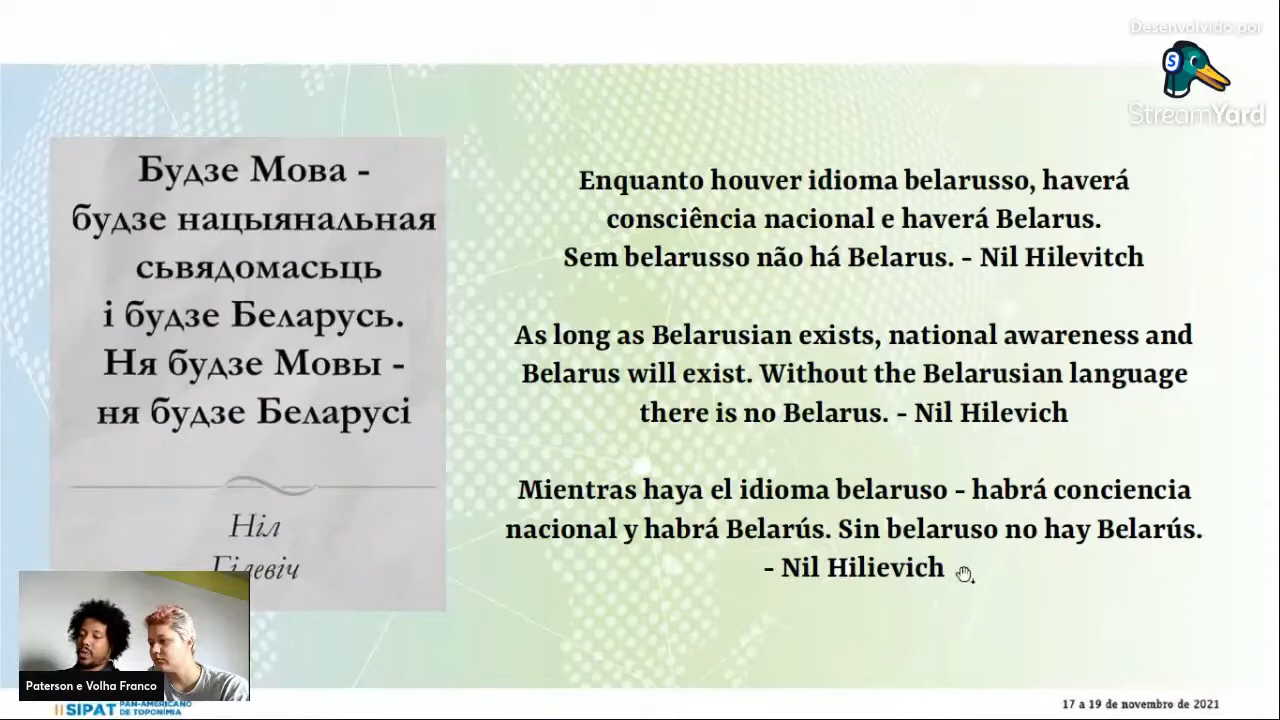 Desenvolvido por
StreamYard
Будзе Мова -
будзе нацыянальная
сьвядомасьць
і будзе Беларусь.
Ня будзе Мовы -
ня будзе Беларусі
Ніл
Гілевіч
Enquanto houver idioma belarusso, haverá
consciência nacional e haverá Belarus.
Sem belarusso não há Belarus. - Nil Hilevitch
As long as Belarusian exists, national awareness and
Belarus will exist. Without the Belarusian language
there is no Belarus. - Nil Hilevich
Mientras haya el idioma belaruso - habrá conciencia
nacional y habrá Belarús. Sin belaruso no hay Belarús.
- Nil Hilievich
Paterson e Volha Franco
II SIPAT PAN-AMERICANO
DE TOPONÍMIA
17 a 19 de novembro de 2021